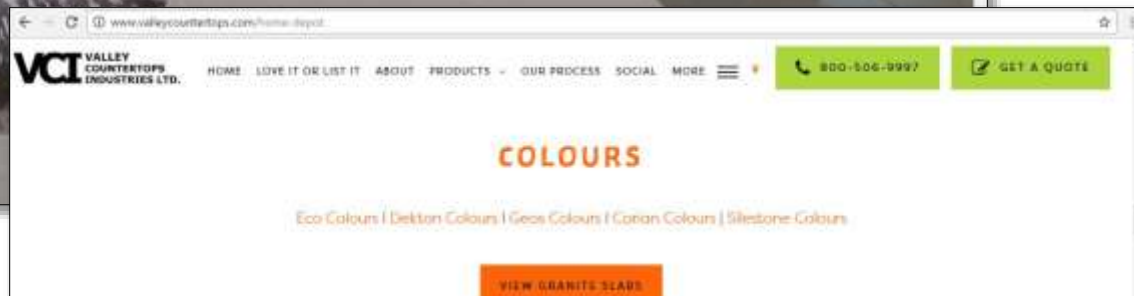 www.valleycountertops.com/home-depot
VCI VALLEY COUNTERTOPS INDUSTRIES LTD.
HOME LOVE IT OR LIST IT ABOUT PRODUCTS OUR PROCESS SOCIAL MORE 800-506-9997 GET A QUOTE
COLOURS
Eco Colours | Dekton Colours | Geos Colours | Corian Colours | Silestone Colours
VIEW GRANITE SLABS